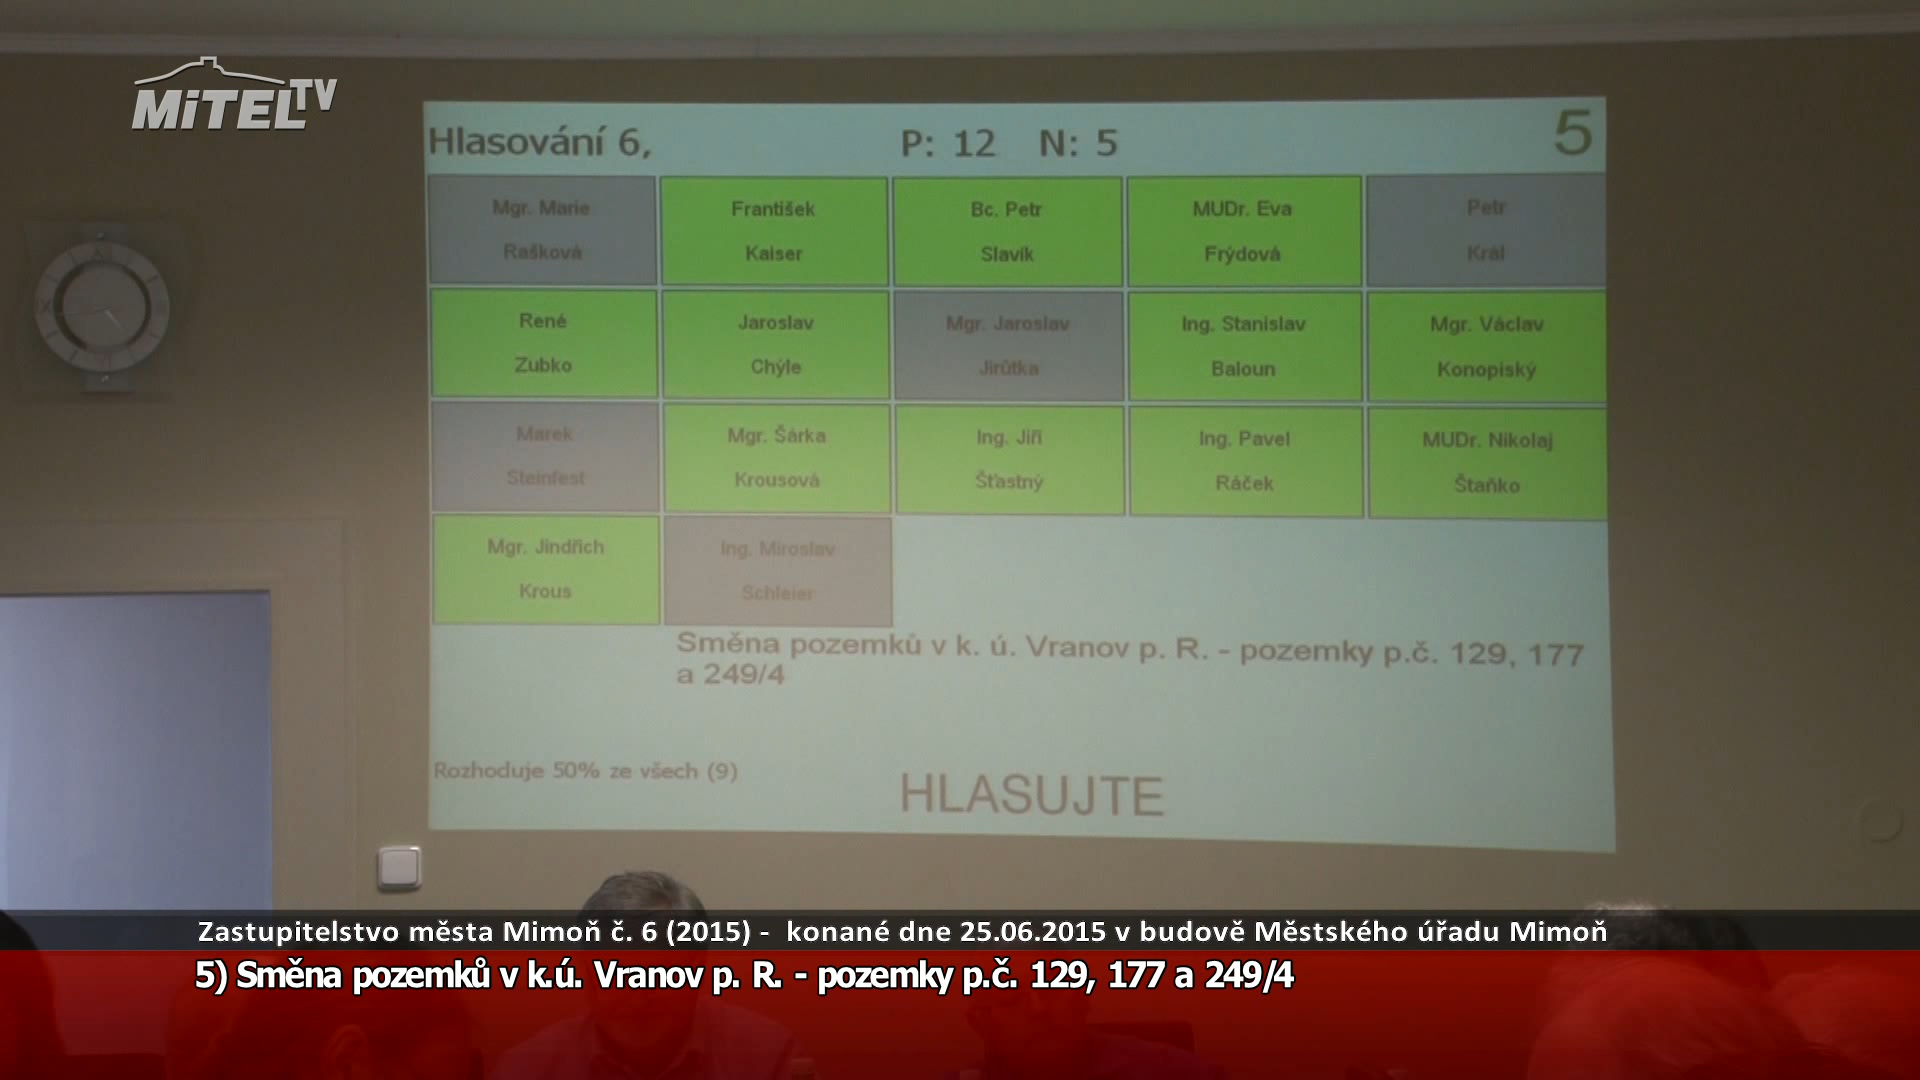 MiTEL TV
Hlasování 6, P: 12 N: 5 5
Mgr. Marie
Rašková
František
Kaiser
Bc. Petr
Slavík
MUDr. Eva
Frýdová
Petr
Král
René
Zubko
Jaroslav
Chýle
Mgr. Jaroslav
Jirůtka
Ing. Stanislav
Baloun
Mgr. Václav
Konopiský
Marek
Steinfest
Mgr. Šárka
Krousová
Ing. Jiří
Šťastný
Ing. Pavel
Ráček
MUDr. Nikolaj
Štaňko
Mgr. Jindřich
Krous
Ing. Miroslav
Schleier
Směna pozemků v k. ú. Vranov p. R. - pozemky p.č. 129, 177
a 249/4
Rozhoduje 50% ze všech (9)
HLASUJTE
Zastupitelstvo města Mimoň č. 6 (2015) - konané dne 25.06.2015 v budově Městského úřadu Mimoň
5) Směna pozemků v k.ú. Vranov p. R. - pozemky p.č. 129, 177 a 249/4